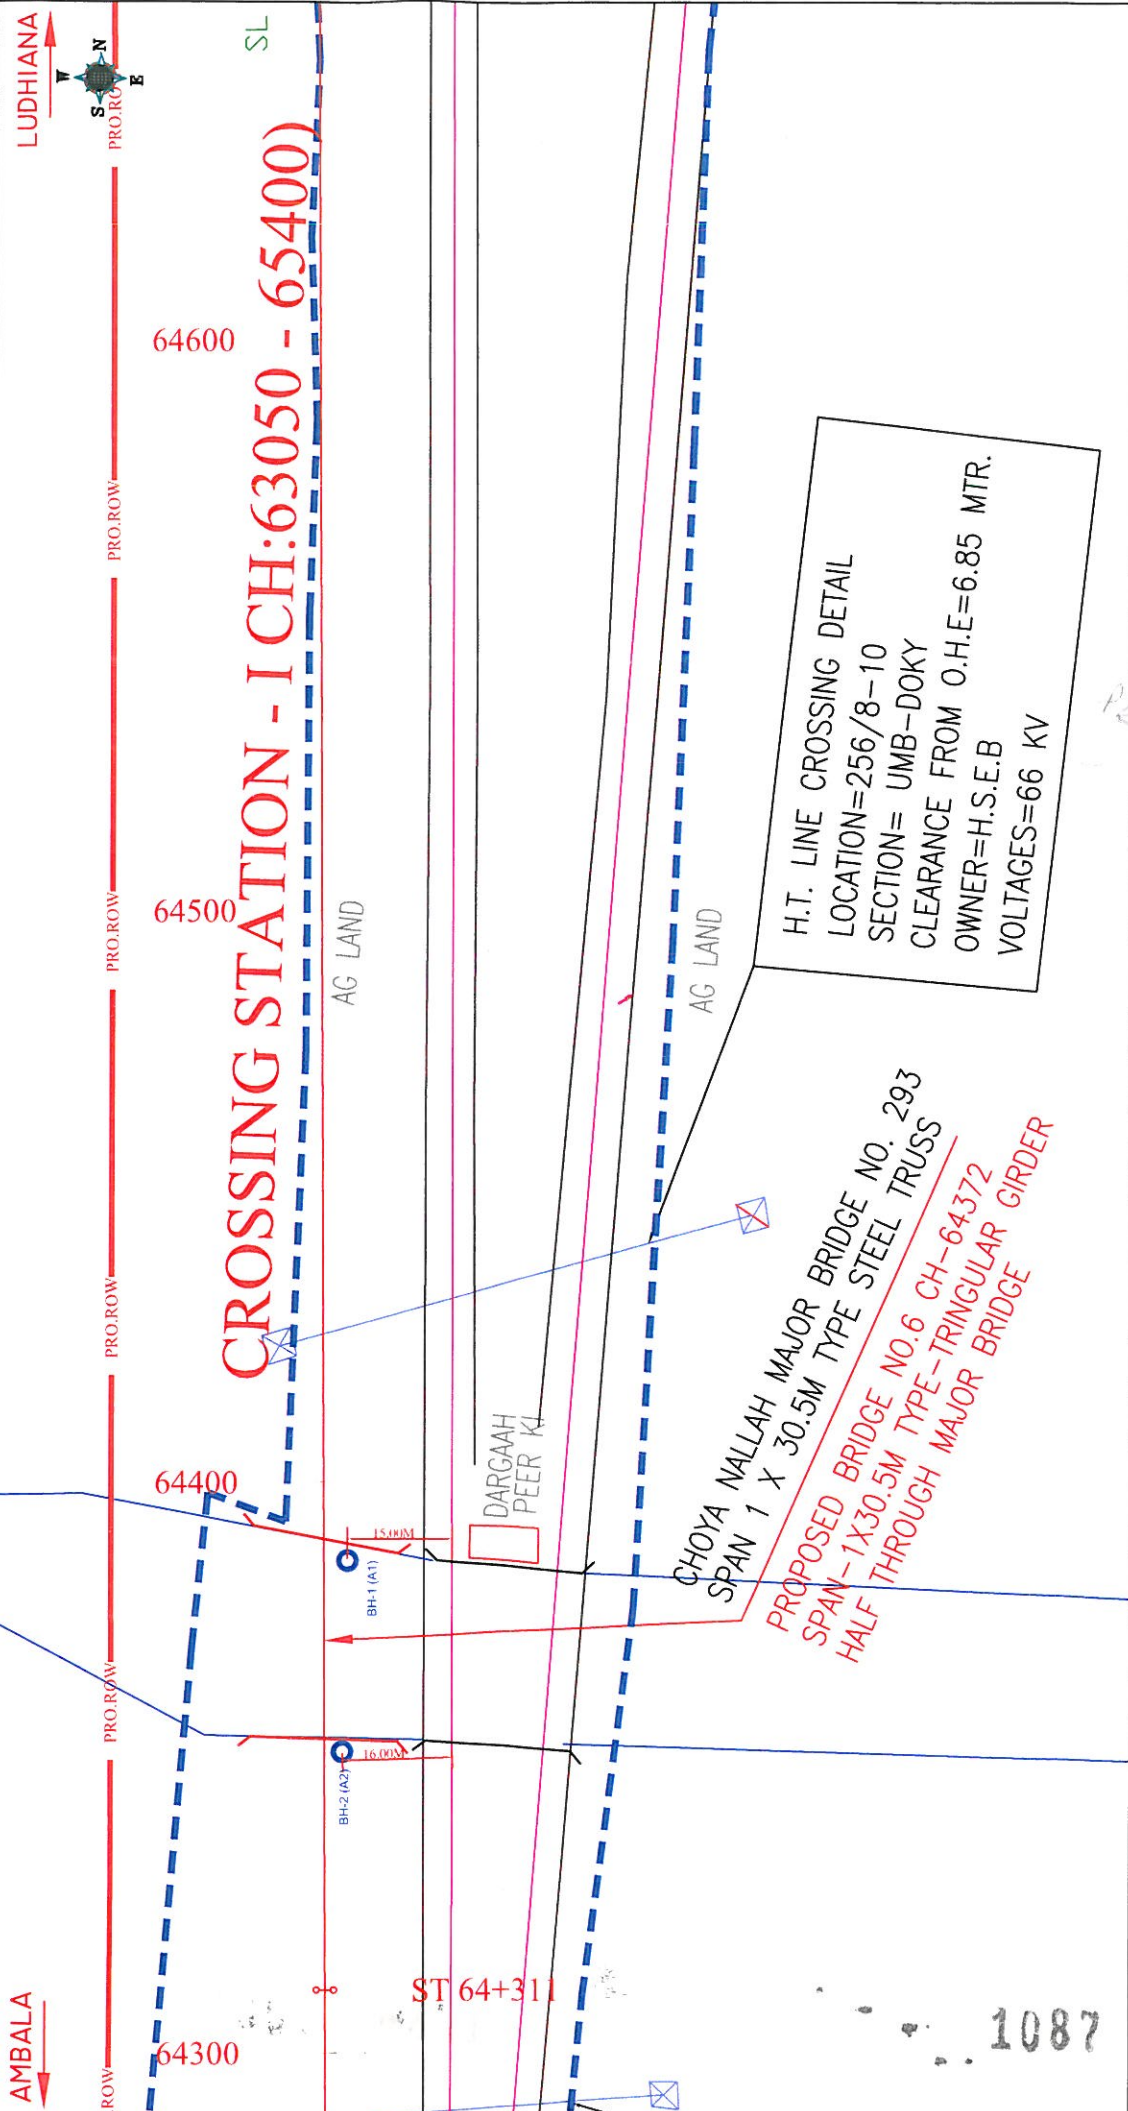 LUDHIANA
N
W
E
S
SL
PRO.ROW
PRO.ROW
PRO.ROW
PRO.ROW
PRO.ROW
ROW
CROSSING STATION - I CH:63050 - 65400)
64600
64500
64400
64300
AG LAND
AG LAND
H.T. LINE CROSSING DETAIL
LOCATION=256/8-10
SECTION= UMB-DOKY
CLEARANCE FROM O.H.E=6.85 MTR.
OWNER=H.S.E.B
VOLTAGES=66 KV
DARGAAH
PEER KI
15.00M
BH-1 (A1)
16.00M
BH-2 (A2)
CHOYA NALLAH MAJOR BRIDGE NO. 293
SPAN 1 X 30.5M TYPE STEEL TRUSS
PROPOSED BRIDGE NO.6 CH-64372
SPAN-1X30.5M TYPE-TRINGULAR GIRDER
HALF THROUGH MAJOR BRIDGE
ST 64+311
AMBALA
1087